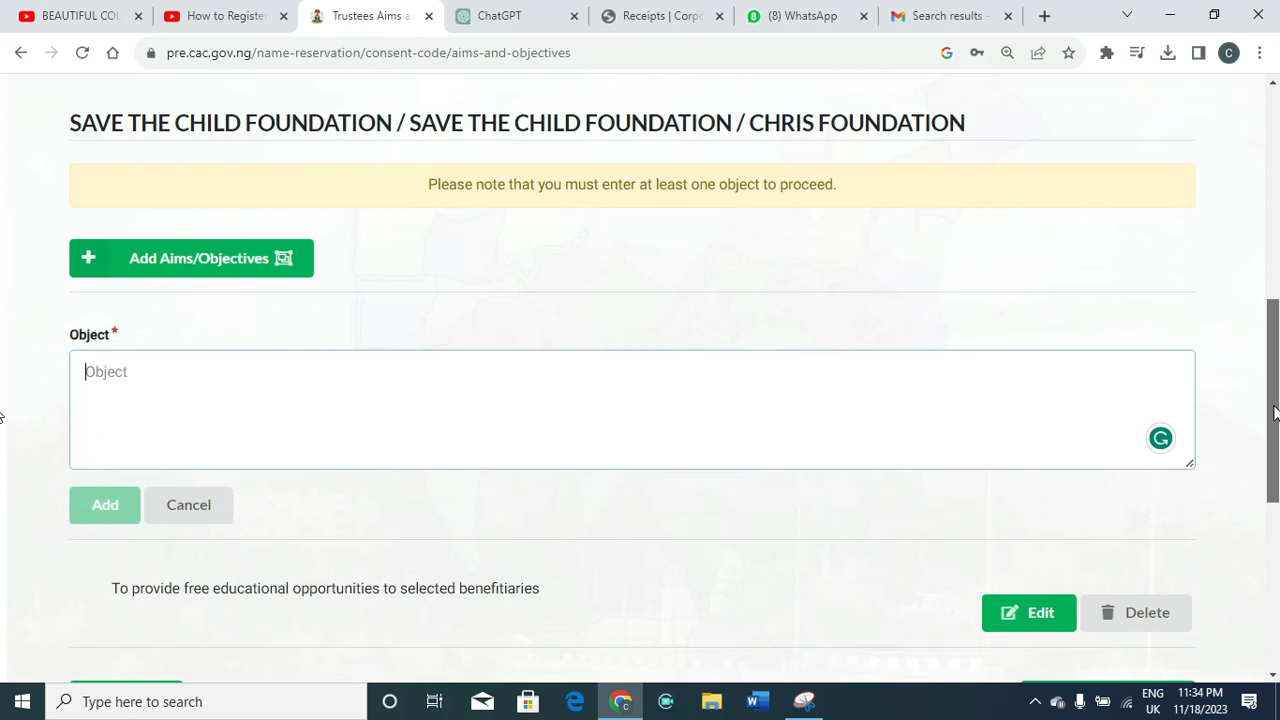 BEAUTIFUL COU
How to Register
Trustees Aims a
ChatGPT
Receipts | Corpo
(8) WhatsApp
Search results -
pre.cac.gov.ng/name-reservation/consent-code/aims-and-objectives
C
SAVE THE CHILD FOUNDATION / SAVE THE CHILD FOUNDATION / CHRIS FOUNDATION
Please note that you must enter at least one object to proceed.
Add Aims/Objectives
Object*
Object
Add
Cancel
To provide free educational opportunities to selected benefitiaries
Edit
Delete
Type here to search
ENG
UK
11:34 PM
11/18/2023